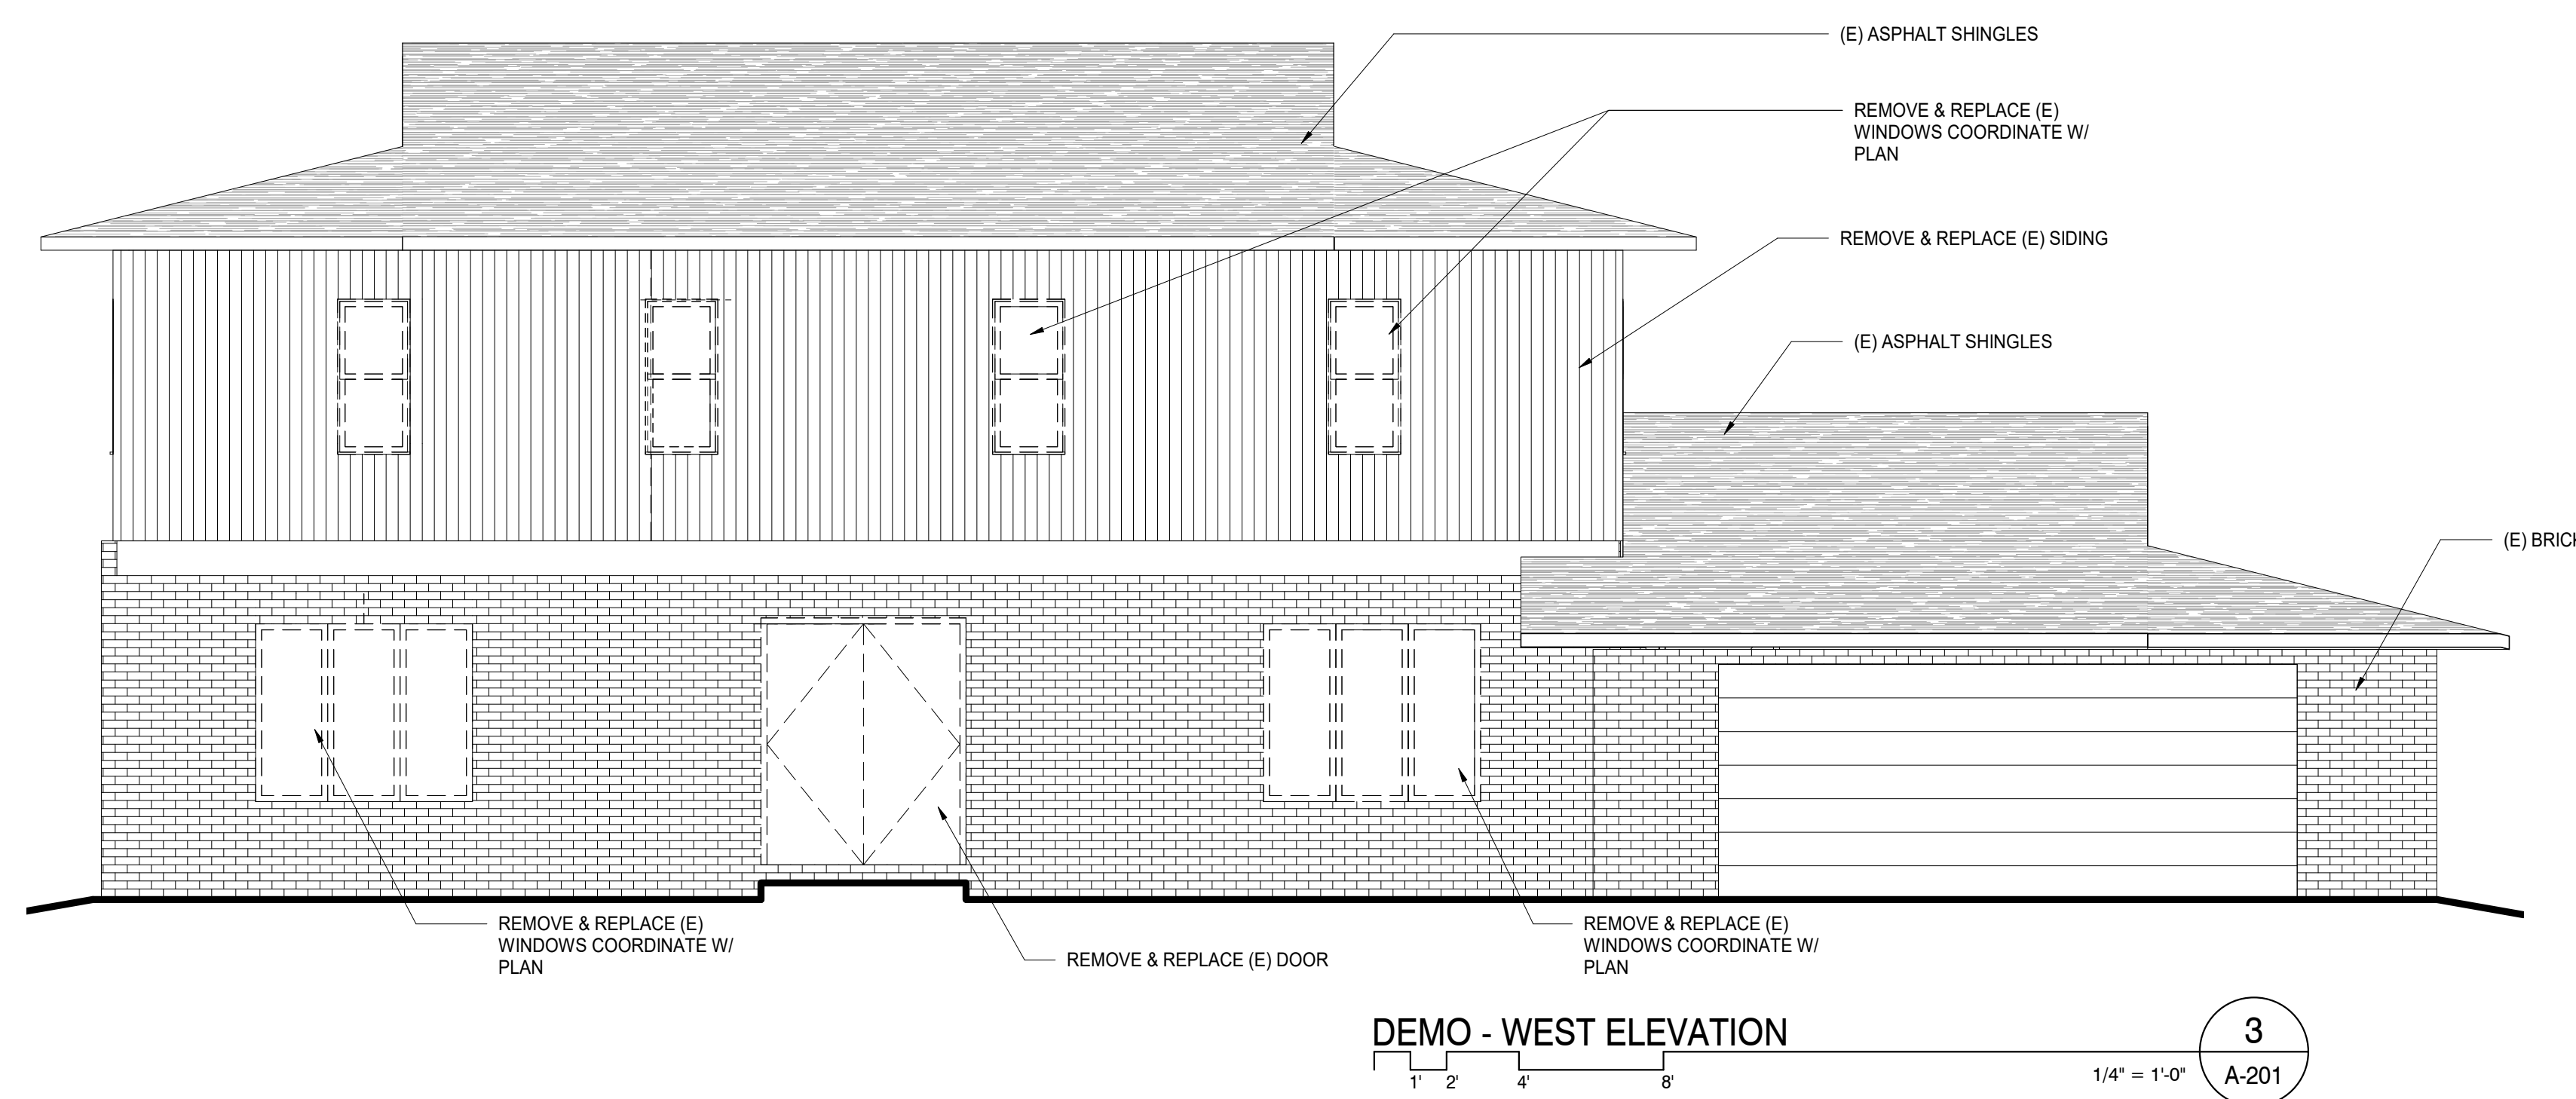 (E) ASPHALT SHINGLES
REMOVE & REPLACE (E)
WINDOWS COORDINATE W/
PLAN
REMOVE & REPLACE (E) SIDING
(E) ASPHALT SHINGLES
(E)
REMOVE & REPLACE (E)
WINDOWS COORDINATE W/
PLAN
REMOVE & REPLACE (E) DOOR
REMOVE & REPLACE (E)
WINDOWS COORDINATE W/
PLAN
DEMO - WEST ELEVATION
1' 2' 4' 8'
1/4" = 1'-0"
3
A-201